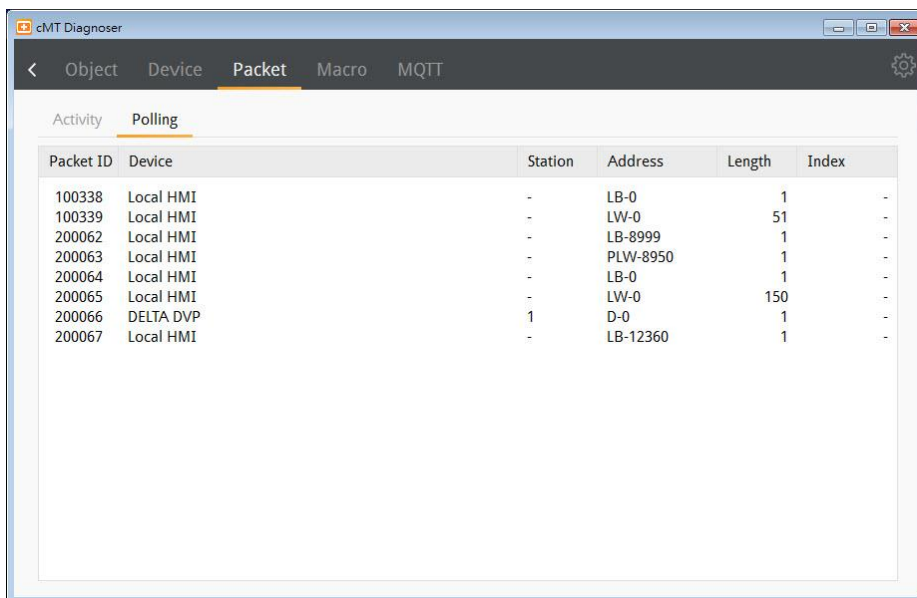 cMT Diagnoser
Object Device Packet Macro MQTT
Activity Polling
Packet ID Device Station Address Length Index
100338 Local HMI - LB-0 1 -
100339 Local HMI - LW-0 51 -
200062 Local HMI - LB-8999 1 -
200063 Local HMI - PLW-8950 1 -
200064 Local HMI - LB-0 1 -
200065 Local HMI - LW-0 150 -
200066 DELTA DVP 1 D-0 1 -
200067 Local HMI - LB-12360 1 -